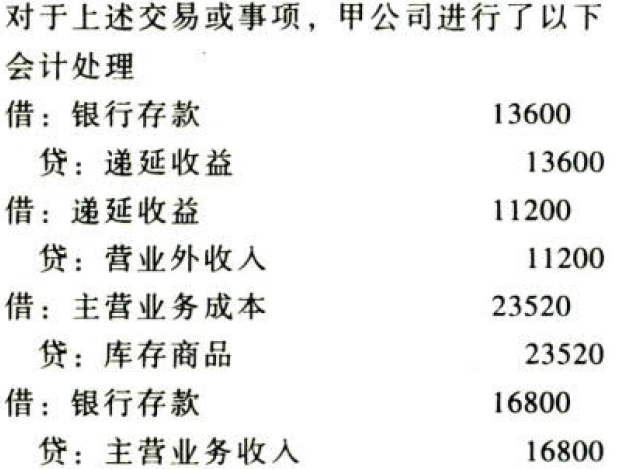 对于上述交易或事项，甲公司进行了以下
会计处理
借：银行存款 13600
贷：递延收益 13600
借：递延收益 11200
贷：营业外收入 11200
借：主营业务成本 23520
贷：库存商品 23520
借：银行存款 16800
贷：主营业务收入 16800